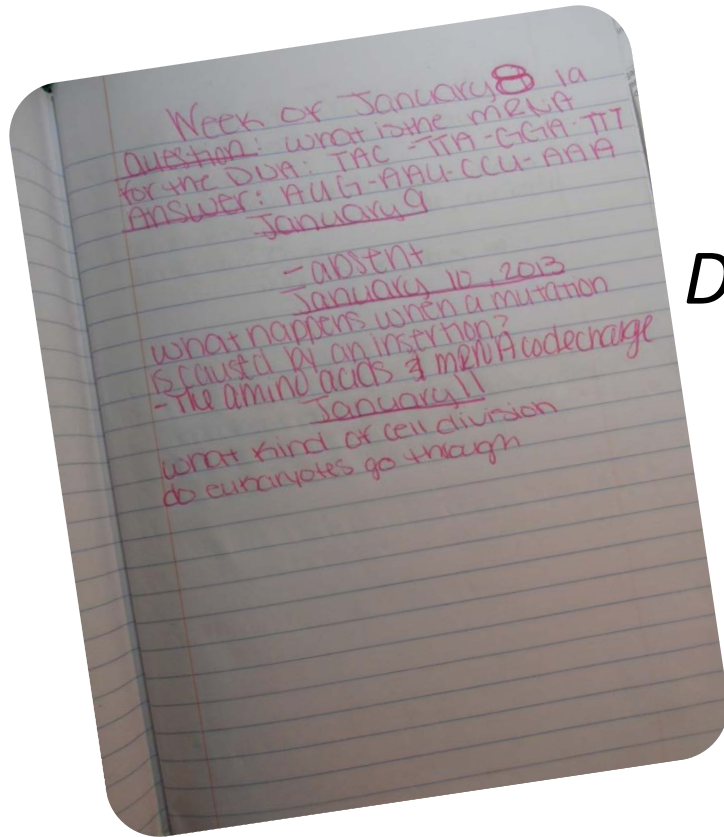 Week of January 8 1a
Question: what is the mRNA
for the DNA: TAC-TTA-GGA-TTT
Answer: AUG-AAU-CCU-AAA
January 9
-absent
January 10, 2013
what happens when a mutation
is caused by an insertion?
-The amino acids & mRNA code change
January 11
what kind of cell division
do eukaryotes go through
D